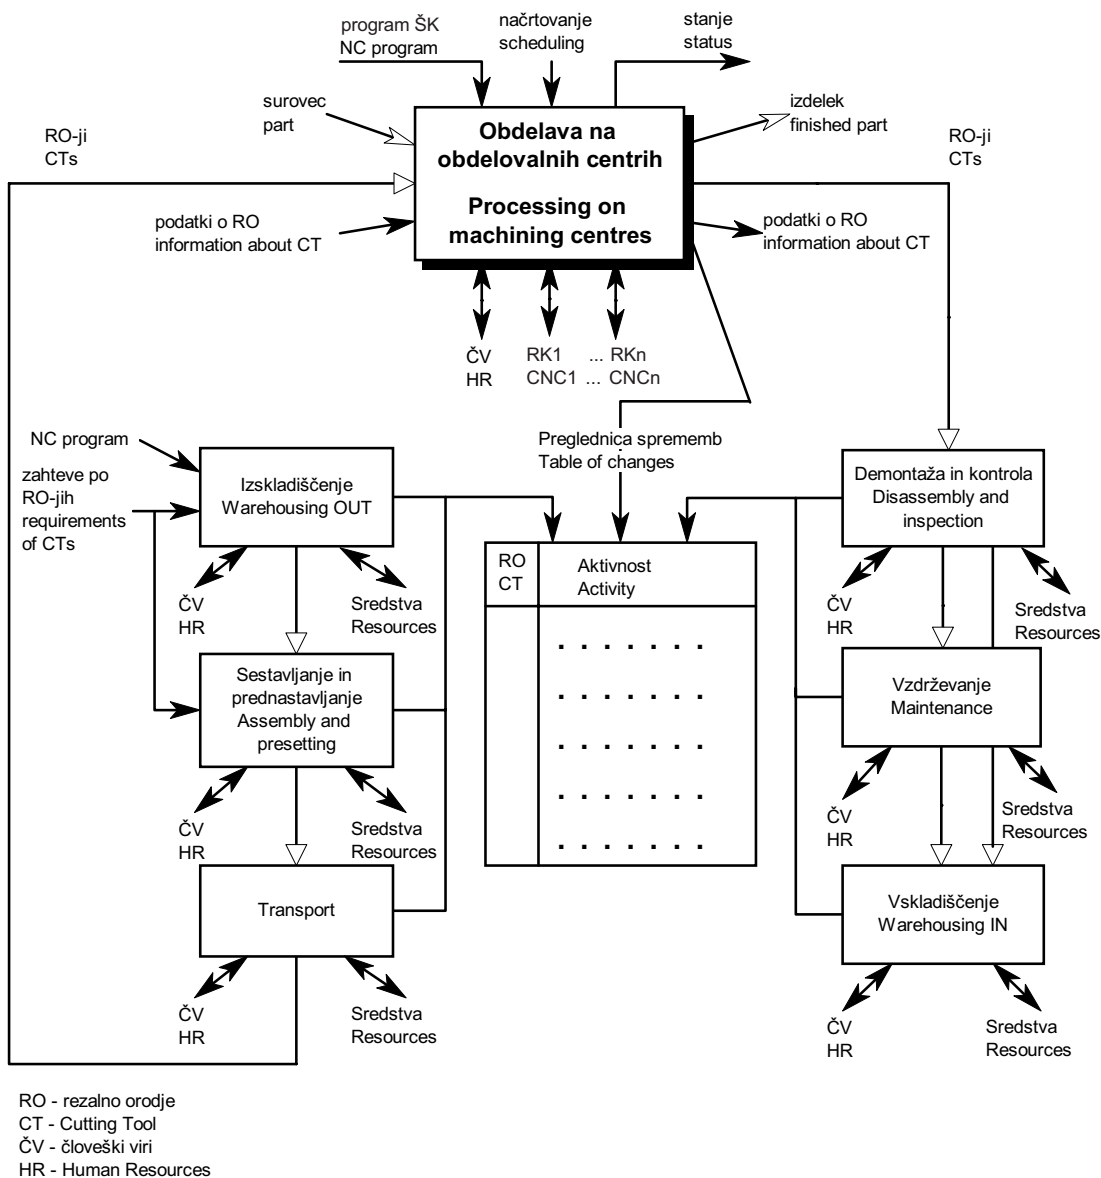 program ŠK
NC program
načrtovanje
scheduling
stanje
status
surovec
part
izdelek
finished part
RO-ji
CTs
RO-ji
CTs
Obdelava na
obdelovalnih centrih
Processing on
machining centres
podatki o RO
information about CT
podatki o RO
information about CT
ČV
HR
RK1 ... RKn
CNC1 ... CNCn
Preglednica sprememb
Table of changes
NC program
zahteve po
RO-jih
requirements
of CTs
Izskladiščenje
Warehousing OUT
ČV
HR
Sredstva
Resources
Sestavljanje in
prednastavljanje
Assembly and
presetting
ČV
HR
Sredstva
Resources
Transport
ČV
HR
Sredstva
Resources
RO
CT
Aktivnost
Activity
. . . . . . .
. . . . . . .
. . . . . . .
. . . . . . .
. . . . . . .
Demontaža in kontrola
Disassembly and
inspection
ČV
HR
Sredstva
Resources
Vzdrževanje
Maintenance
ČV
HR
Sredstva
Resources
Vskladiščenje
Warehousing IN
ČV
HR
Sredstva
Resources
RO - rezalno orodje
CT - Cutting Tool
ČV - človeški viri
HR - Human Resources